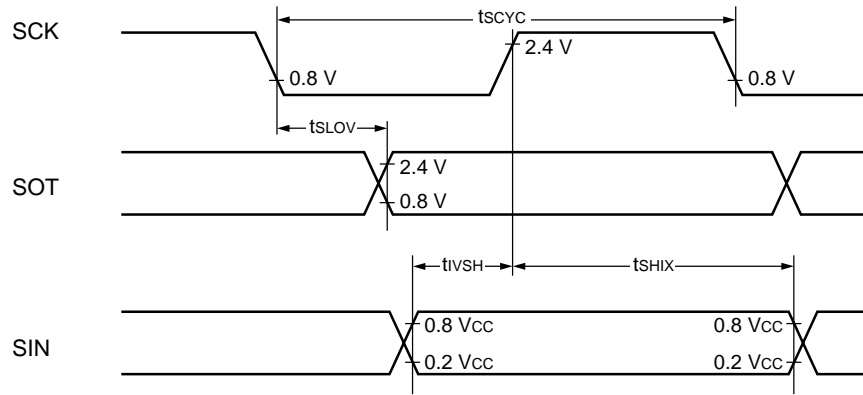 SCK
tSCYC
2.4 V
0.8 V
0.8 V
tSLOV
SOT
2.4 V
0.8 V
tIVSH
tSHIX
SIN
0.8 VCC
0.8 VCC
0.2 VCC
0.2 VCC